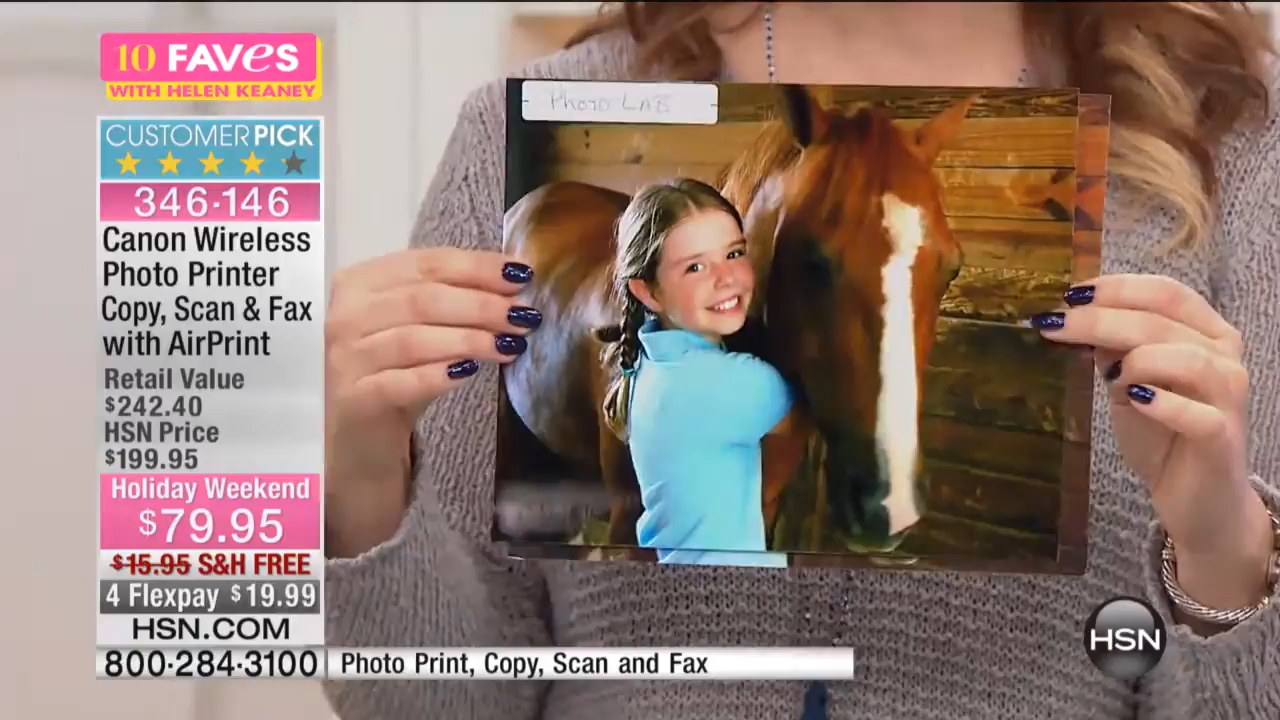 10 FAVeS
WITH HELEN KEANEY
CUSTOMER PICK
346-146
Canon Wireless
Photo Printer
Copy, Scan & Fax
with AirPrint
Retail Value
$242.40
HSN Price
$199.95
Holiday Weekend
$79.95
$15.95 S&H FREE
4 Flexpay $19.99
HSN.COM
800-284-3100
Photo Print, Copy, Scan and Fax
PHOTO LAB
HSN